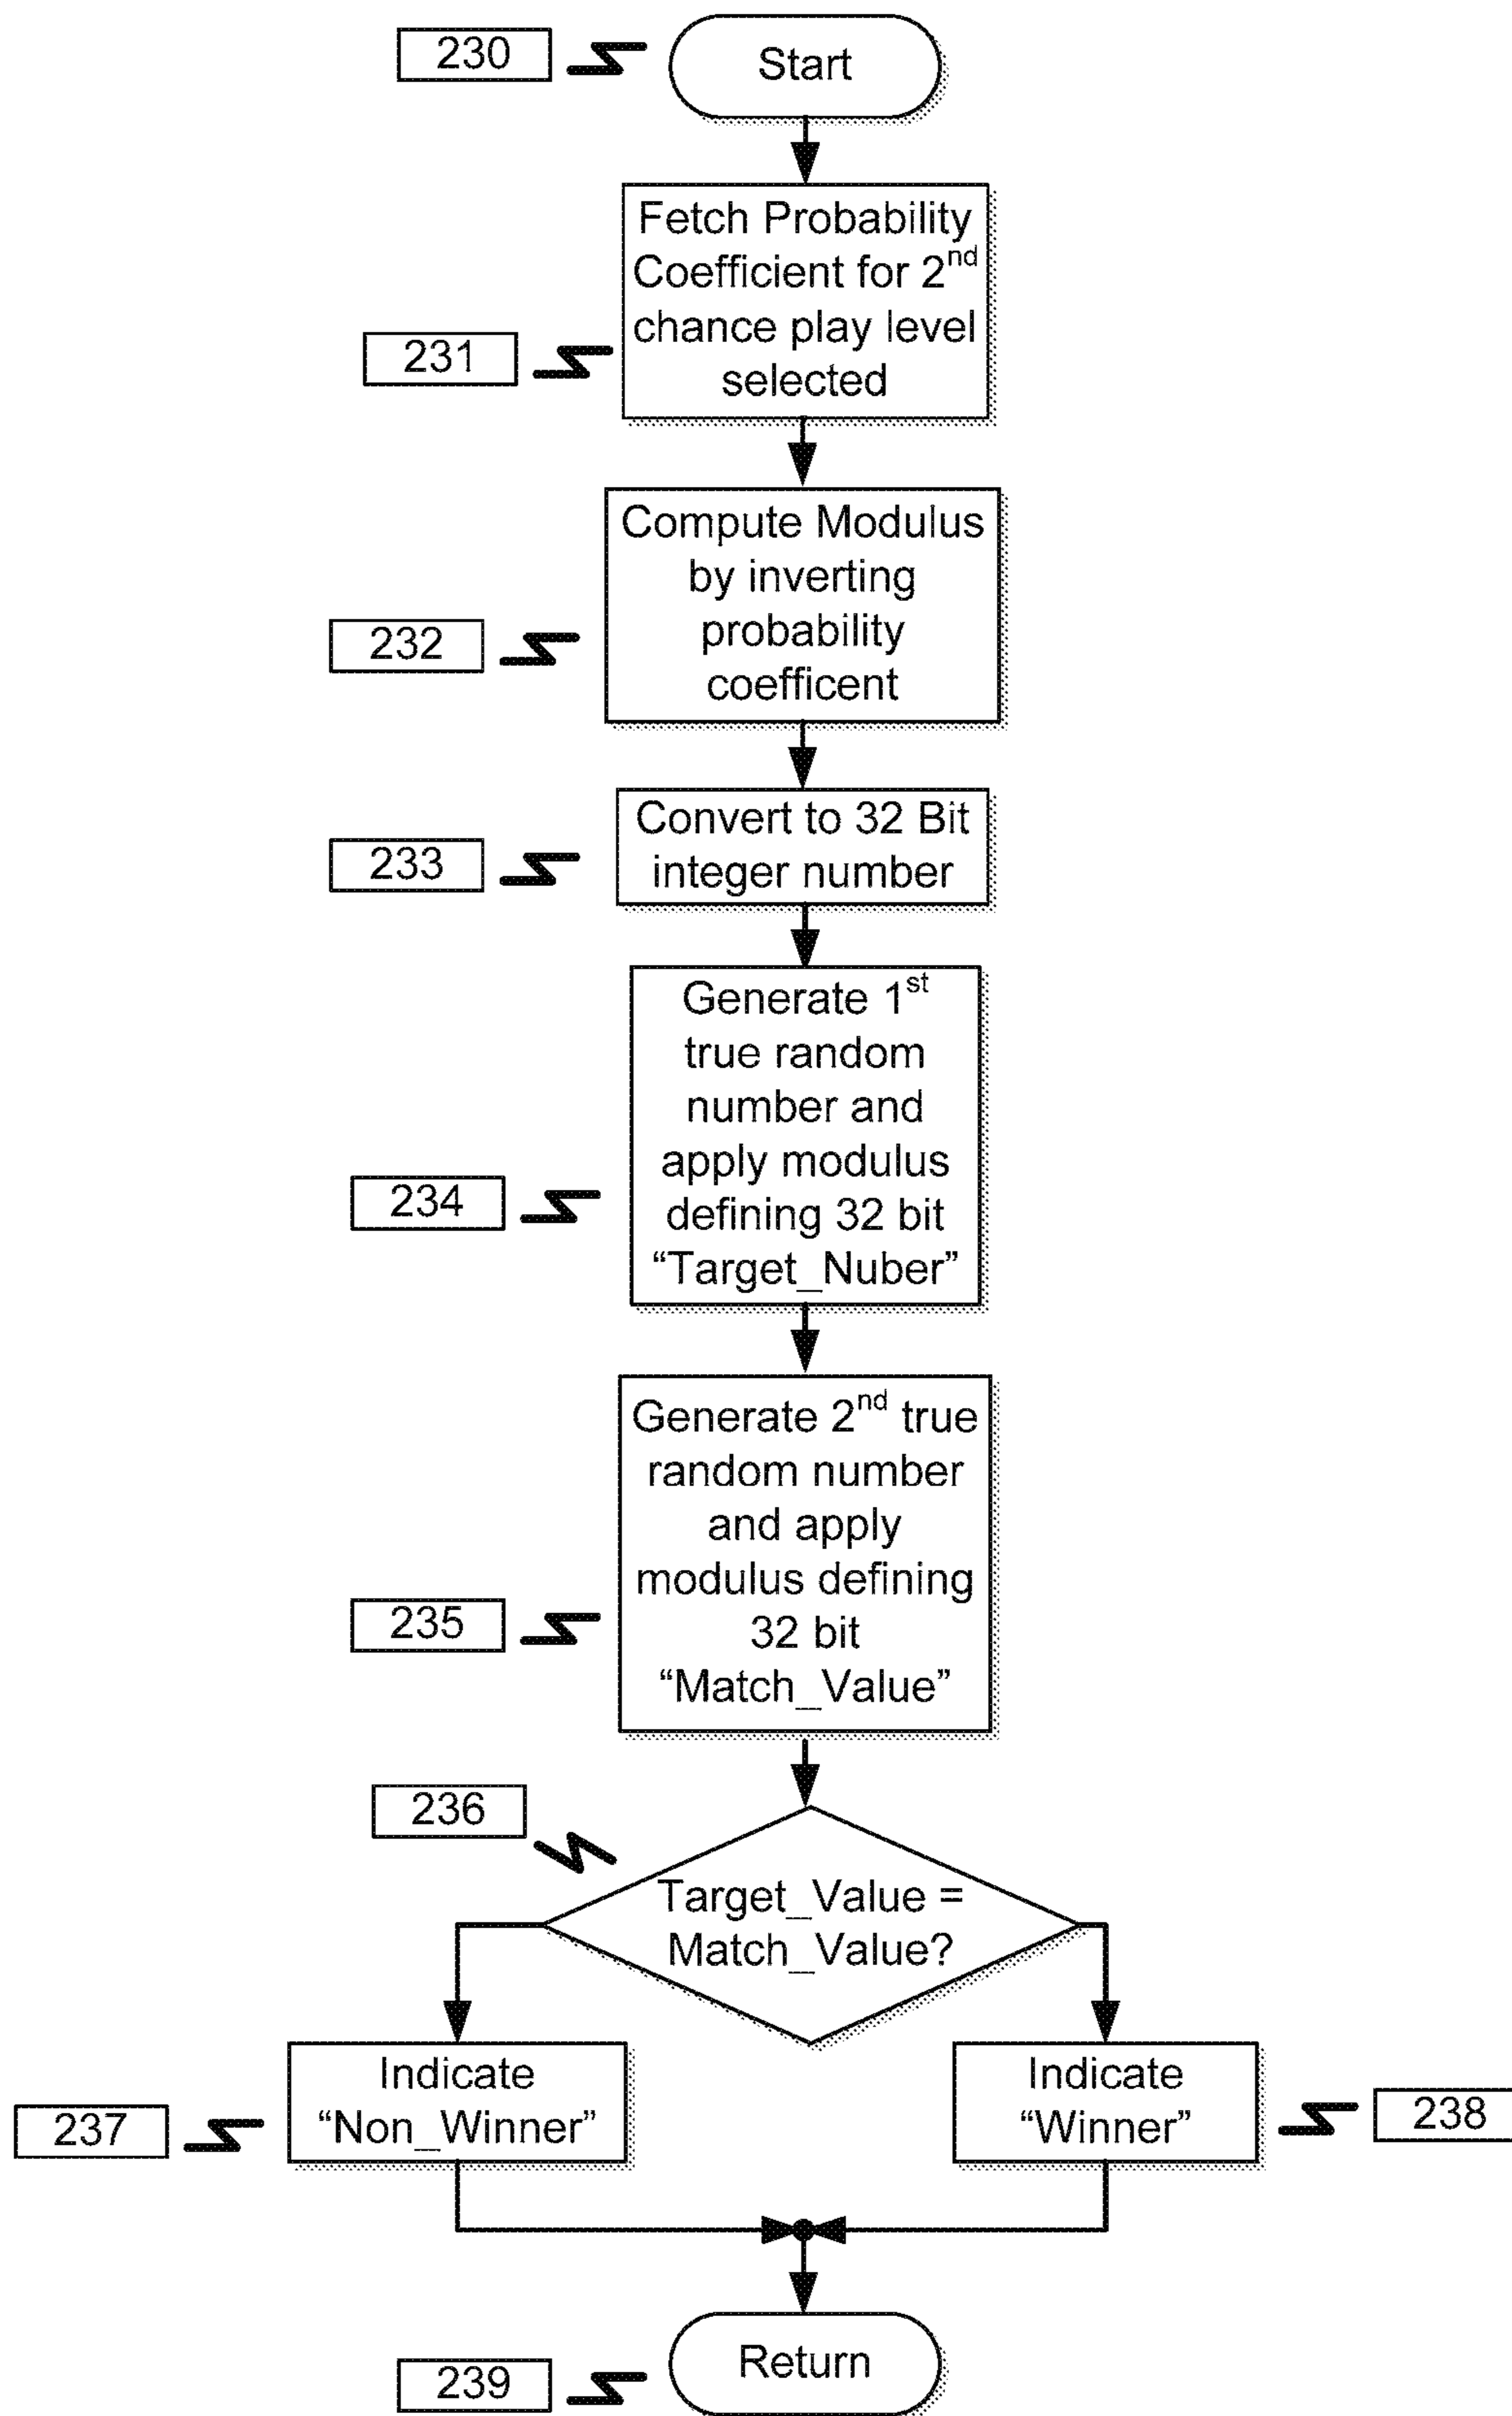 230
Start
Fetch Probability
Coefficient for 2nd
chance play level
selected
231
Compute Modulus
by inverting
probability
coefficent
232
Convert to 32 Bit
integer number
233
Generate 1st
true random
number and
apply modulus
defining 32 bit
“Target_Nuber”
234
Generate 2nd true
random number
and apply
modulus defining
32 bit
“Match_Value”
235
236
Target_Value =
Match_Value?
Indicate
“Non_Winner”
237
Indicate
“Winner”
238
Return
239